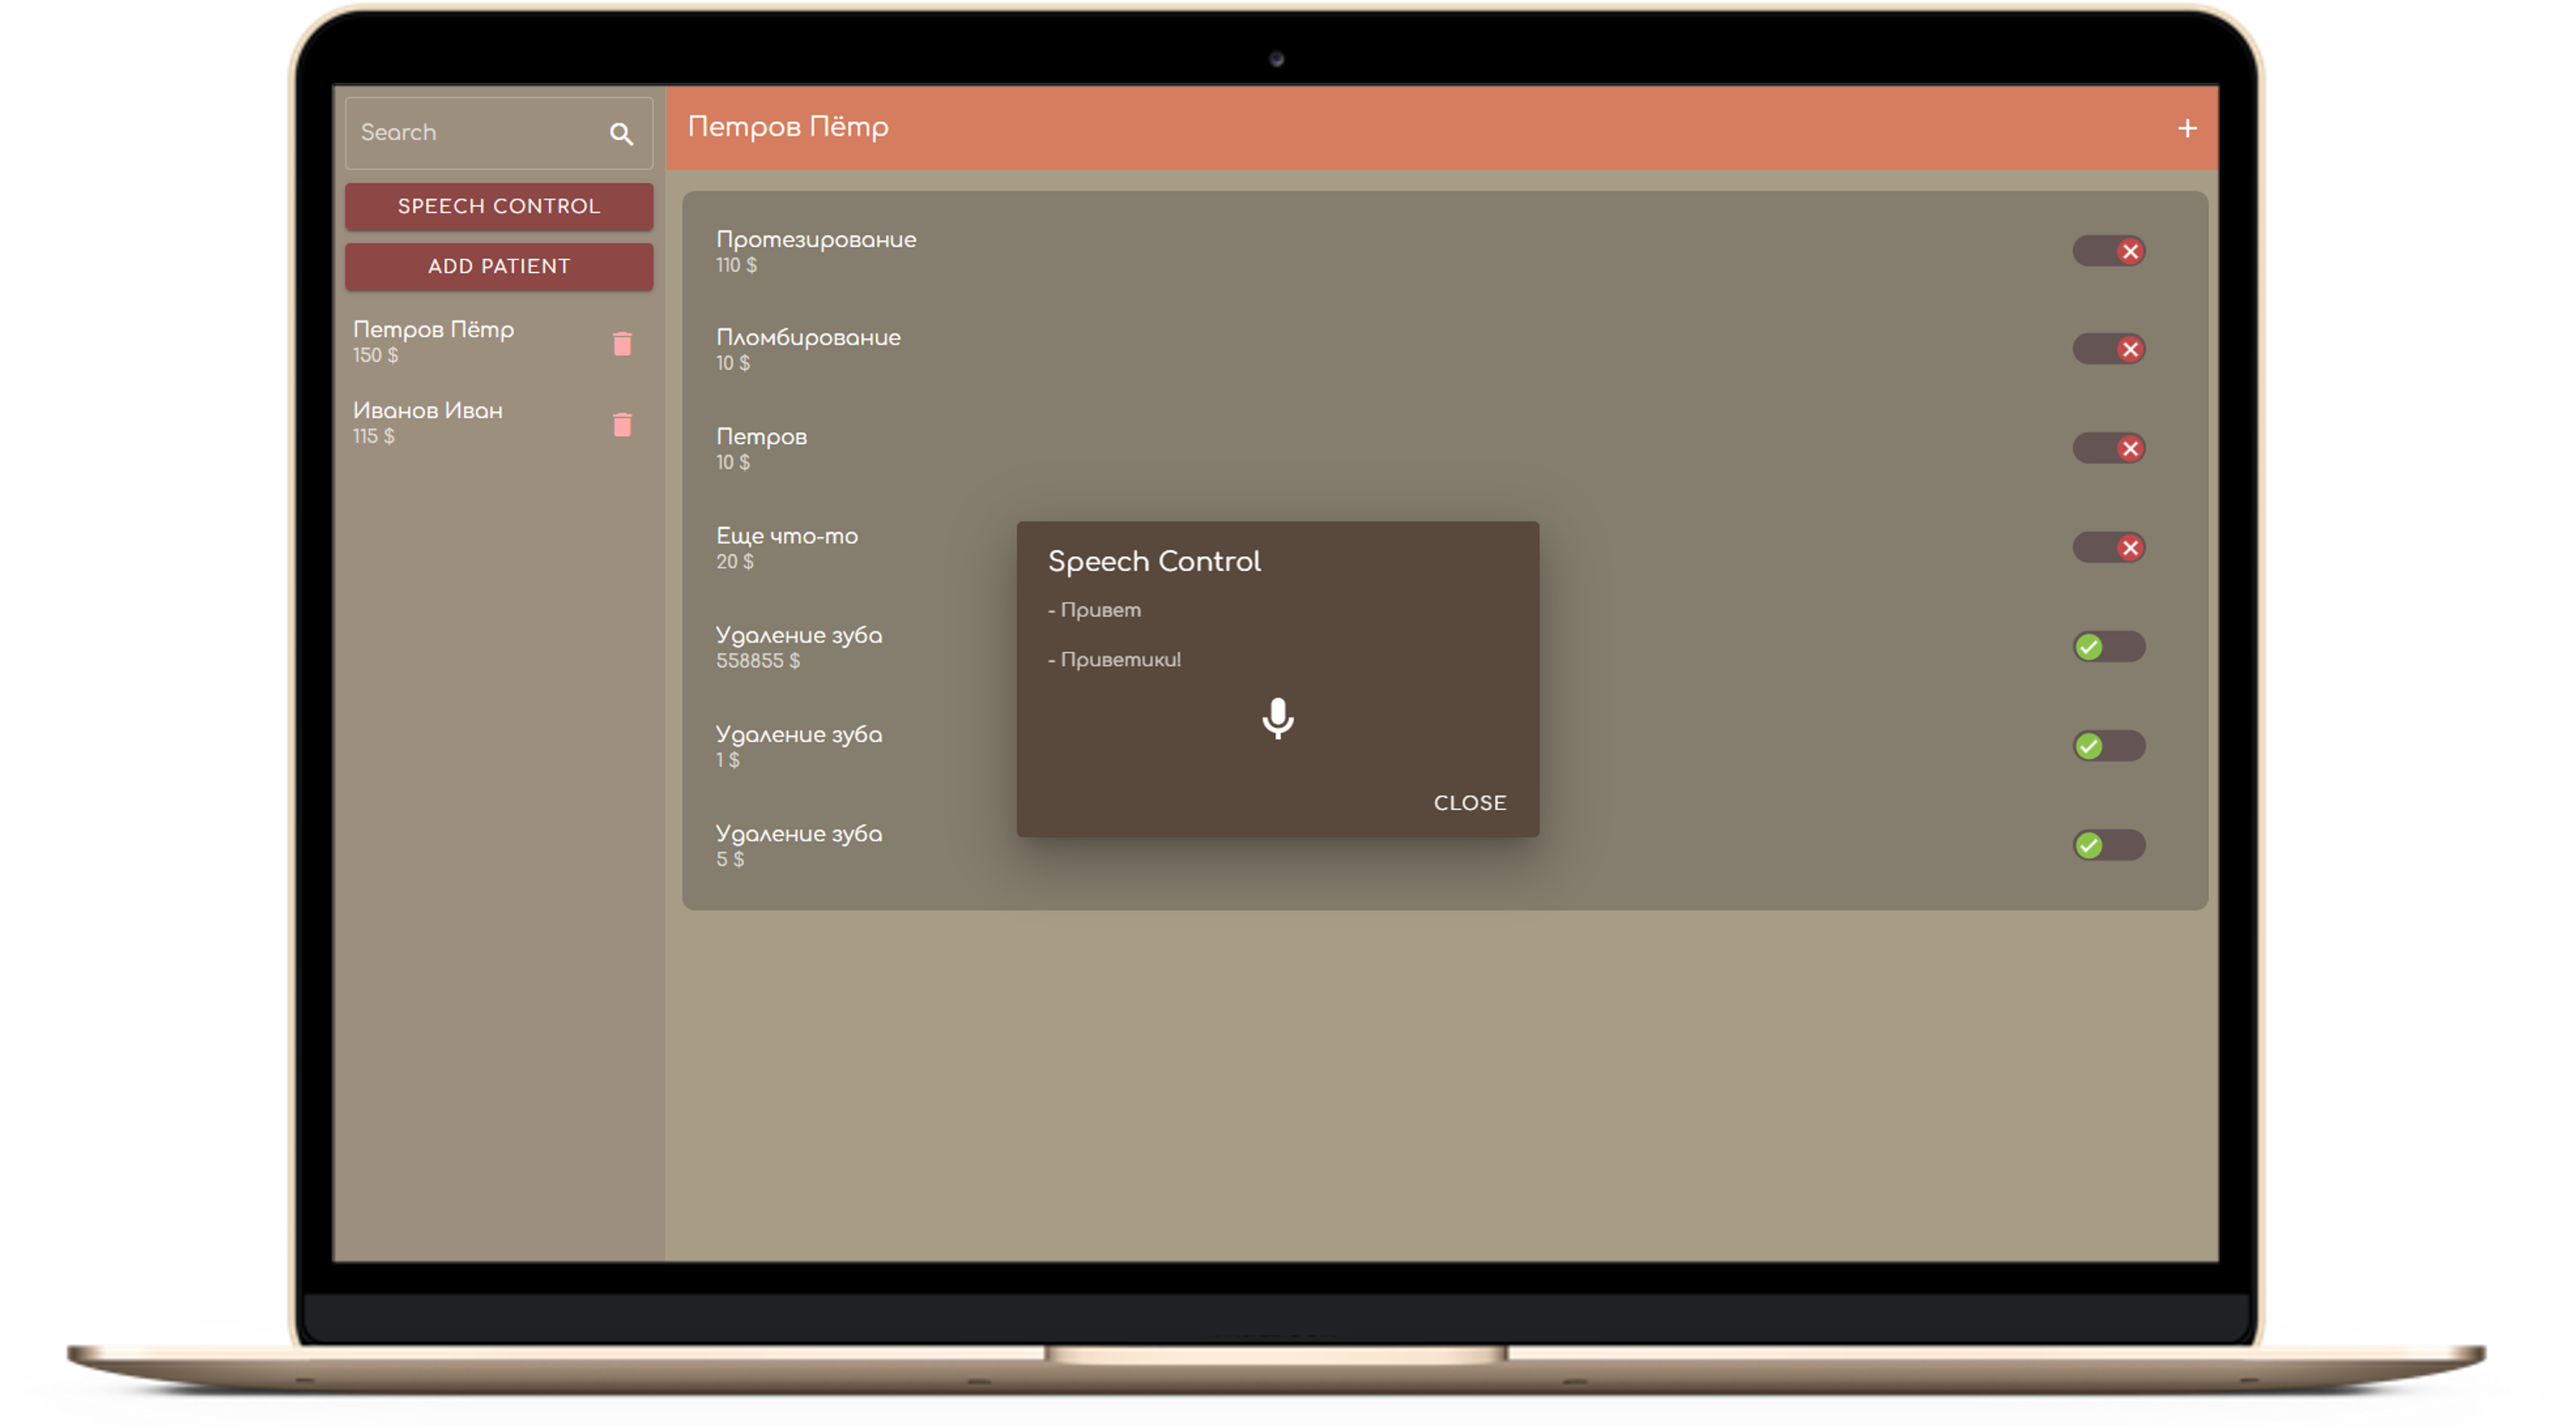 Search
SPEECH CONTROL
ADD PATIENT
Петров Пётр
150 $
Иванов Иван
115 $
Петров Пётр
Протезирование
110 $
Пломбирование
10 $
Петров
10 $
Еще что-то
20 $
Удаление зуба
558855 $
Удаление зуба
1 $
Удаление зуба
5 $
Speech Control
- Привет
- Приветики!
CLOSE